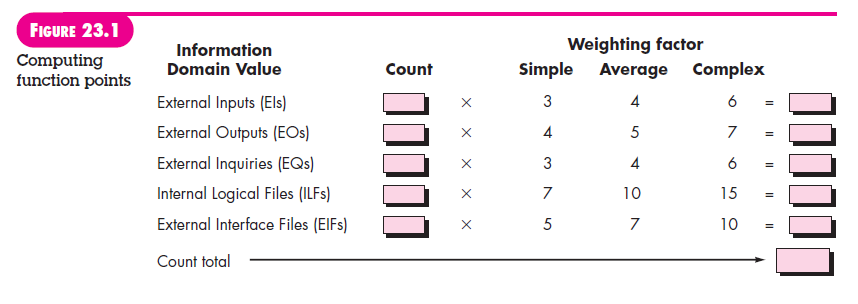 FIGURE 23.1
Computing
function points
Information
Domain Value Count Weighting factor
Simple Average Complex
External Inputs (EIs) × 3 4 6 =
External Outputs (EOs) × 4 5 7 =
External Inquiries (EQs) × 3 4 6 =
Internal Logical Files (ILFs) × 7 10 15 =
External Interface Files (EIFs) × 5 7 10 =
Count total